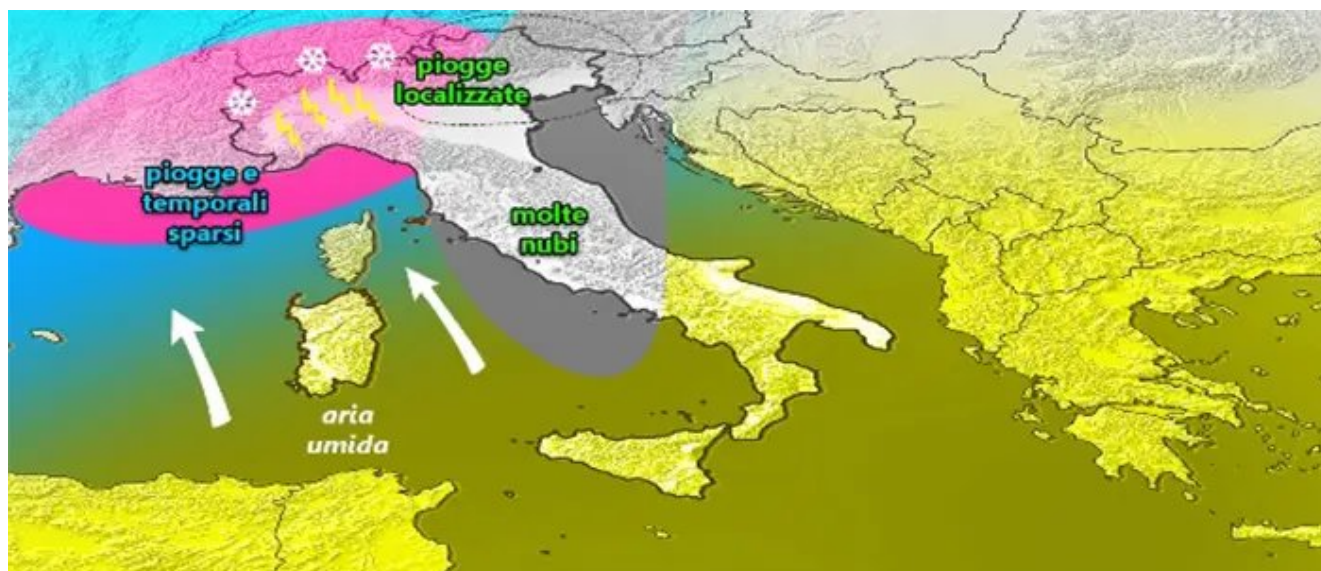 piogge
localizzate
piogge e
temporali
sparsi
molte
nubi
aria
umida